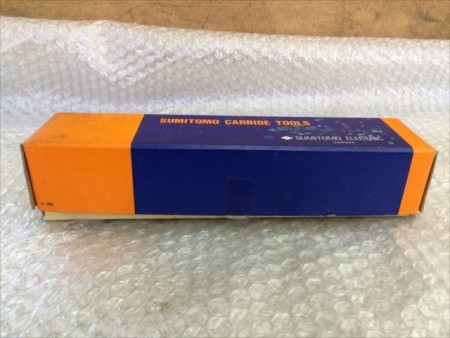 SUMITOMO CARBIDE TOOLS
SUMITOMO ELECTRIC
JAPAN